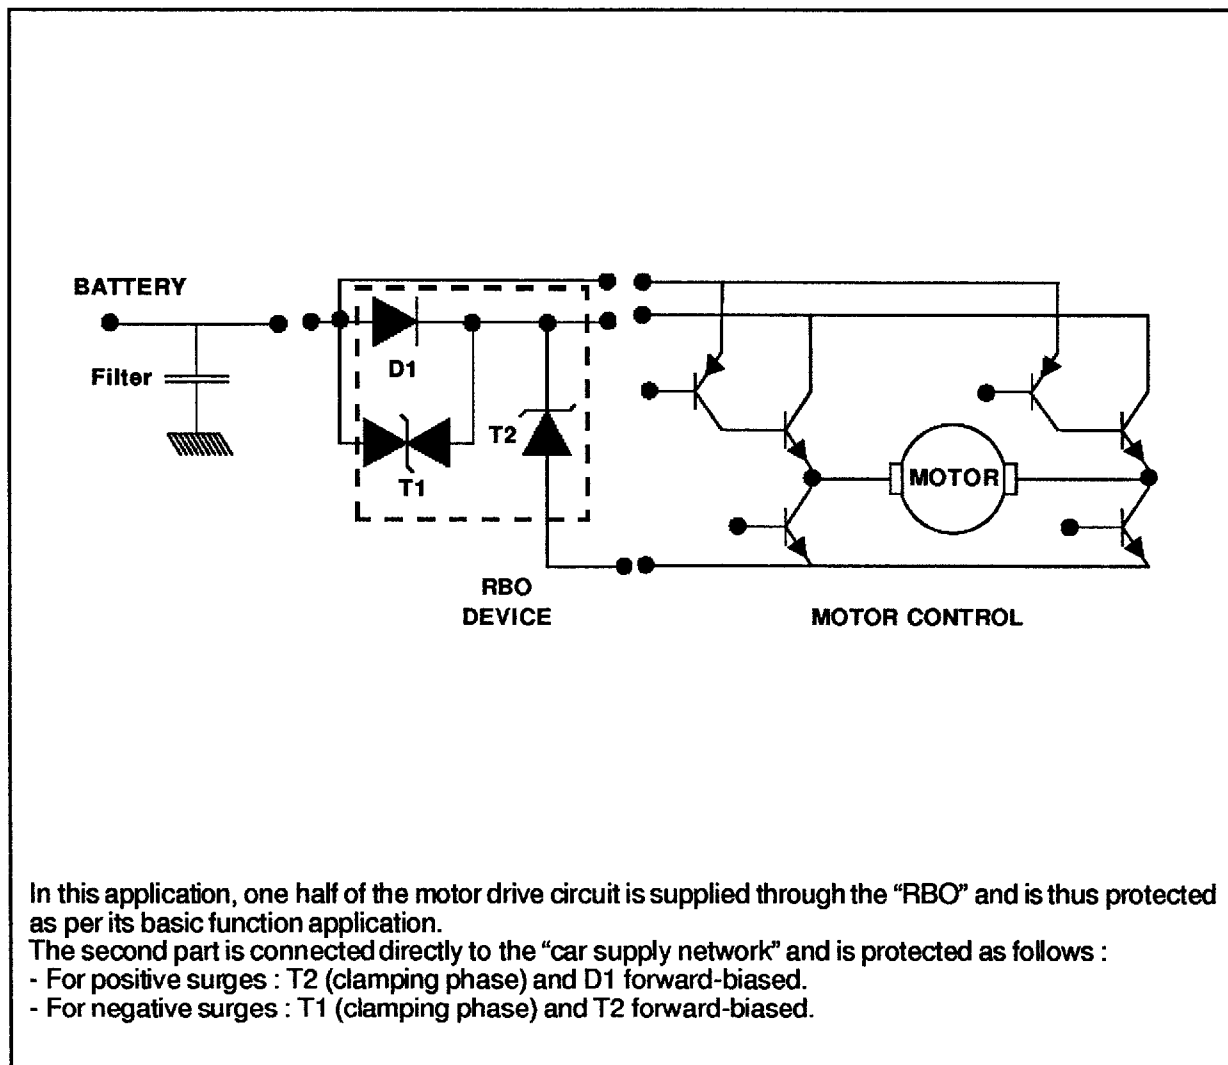 BATTERY
Filter
D1
T2
T1
MOTOR
RBO
DEVICE
MOTOR CONTROL
In this application, one half of the motor drive circuit is supplied through the “RBO” and is thus protected
as per its basic function application.
The second part is connected directly to the “car supply network” and is protected as follows :
- For positive surges : T2 (clamping phase) and D1 forward-biased.
- For negative surges : T1 (clamping phase) and T2 forward-biased.